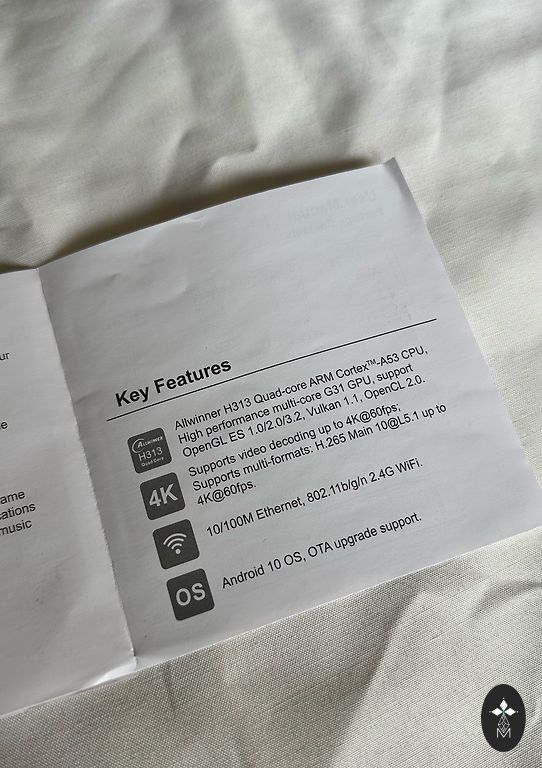 ur
e
ame
cations
music
Key Features
ALLWINNER
H313
Quad Core
Allwinner H313 Quad-core ARM Cortex™-A53 CPU,
High performance multi-core G31 GPU, support
OpenGL ES 1.0/2.0/3.2, Vulkan 1.1, OpenCL 2.0.
4K
Supports video decoding up to 4K@60fps;
Supports multi-formats: H.265 Main 10@L5.1 up to
4K@60fps.
10/100M Ethernet, 802.11b/g/n 2.4G WiFi.
OS
Android 10 OS, OTA upgrade support.
M